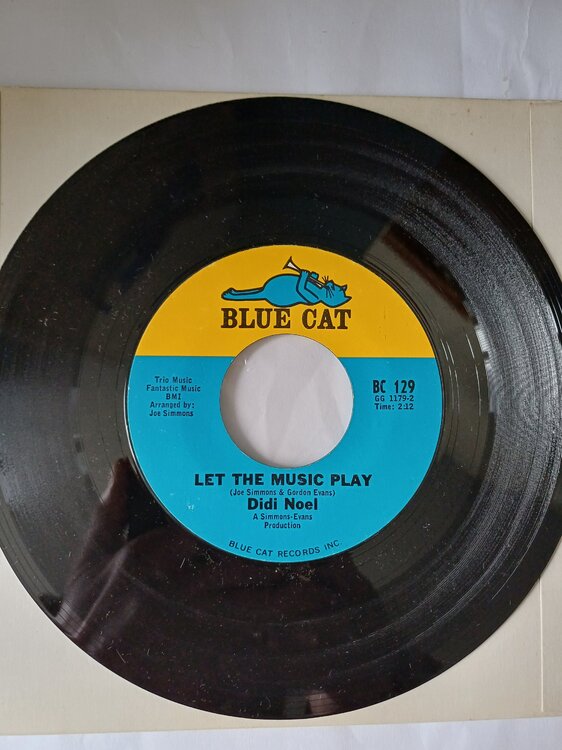 BLUE CAT
Trio Music
Fantastic Music
BMI
Arranged by:
Joe Simmons
BC 129
GG 1179-2
Time: 2:12
LET THE MUSIC PLAY
(Joe Simmons & Gordon Evans)
Didi Noel
A Simmons-Evans
Production
BLUE CAT RECORDS INC.